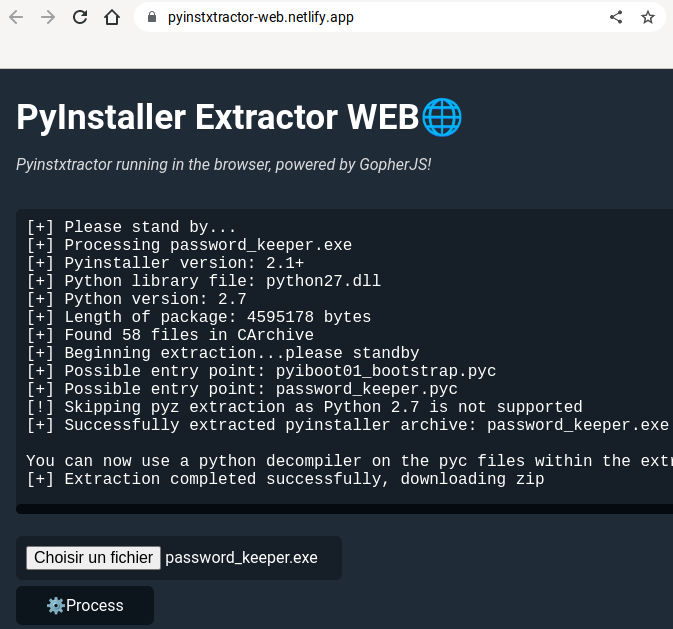 pyinstxtractor-web.netlify.app
PyInstaller Extractor WEB🌐
Pyinstxtractor running in the browser, powered by GopherJS!
[+] Please stand by...
[+] Processing password_keeper.exe
[+] Pyinstaller version: 2.1+
[+] Python library file: python27.dll
[+] Python version: 2.7
[+] Length of package: 4595178 bytes
[+] Found 58 files in CArchive
[+] Beginning extraction...please standby
[+] Possible entry point: pyiboot01_bootstrap.pyc
[+] Possible entry point: password_keeper.pyc
[!] Skipping pyz extraction as Python 2.7 is not supported
[+] Successfully extracted pyinstaller archive: password_keeper.exe
You can now use a python decompiler on the pyc files within the
[+] Extraction completed successfully, downloading zip
Choisir un fichier password_keeper.exe
⚙️Process